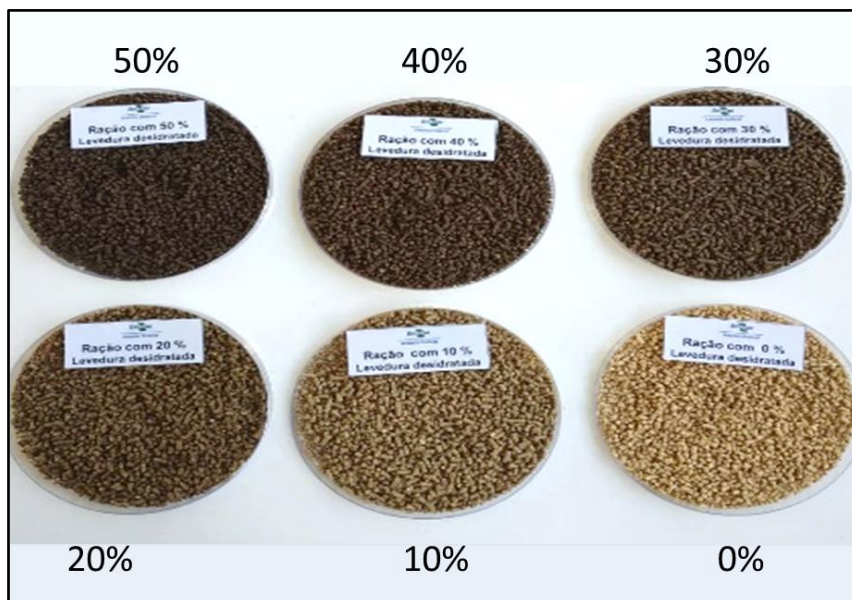 50%
40%
30%
Ração com 50 %
Levedura desidratada
Ração com 40 %
Levedura desidratada
Ração com 30 %
Levedura desidratada
Ração com 20 %
Levedura desidratada
Ração com 10 %
Levedura desidratada
Ração com 0 %
Levedura desidratada
20%
10%
0%